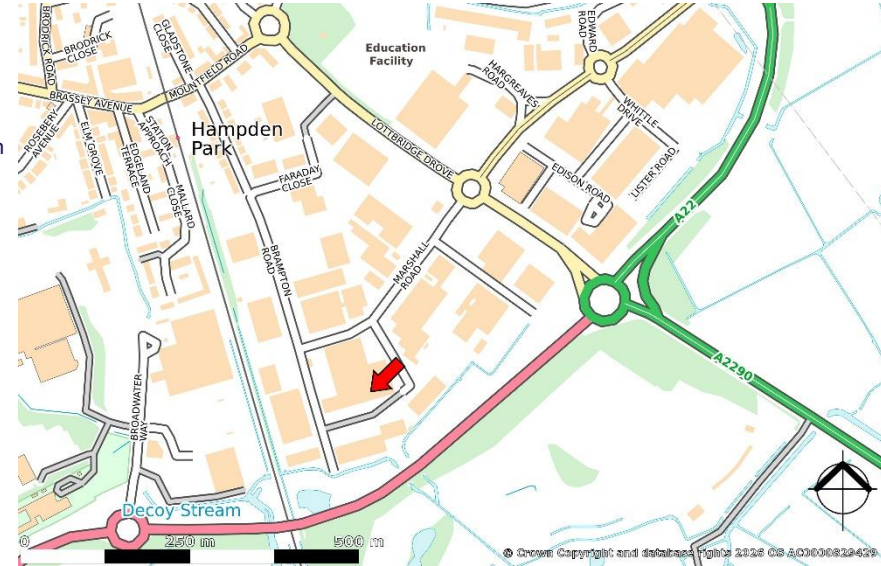 BRODRICK ROAD
BRODRICK
CLOSE
GLADSTONE
CLOSE
MOUNTFIELD ROAD
BRASSEY AVENUE
ROSEBERY
AVENUE
ELM GROVE
EDGELAND
TERRACE
STATION
APPROACH
MALLARD
CLOSE
Hampden
Park
FARADAY
CLOSE
BRAMPTON
ROAD
Education
Facility
LOTTBRIDGE DROVE
HARGREAVES
ROAD
EDWARD
ROAD
WHITTLE
DRIVE
LISTER ROAD
EDISON ROAD
MARSHALL
ROAD
A22
A2290
BROADWATER
WAY
Decoy Stream
0
250 m
500 m
© Crown Copyright and database rights 2026 OS AC0000829429